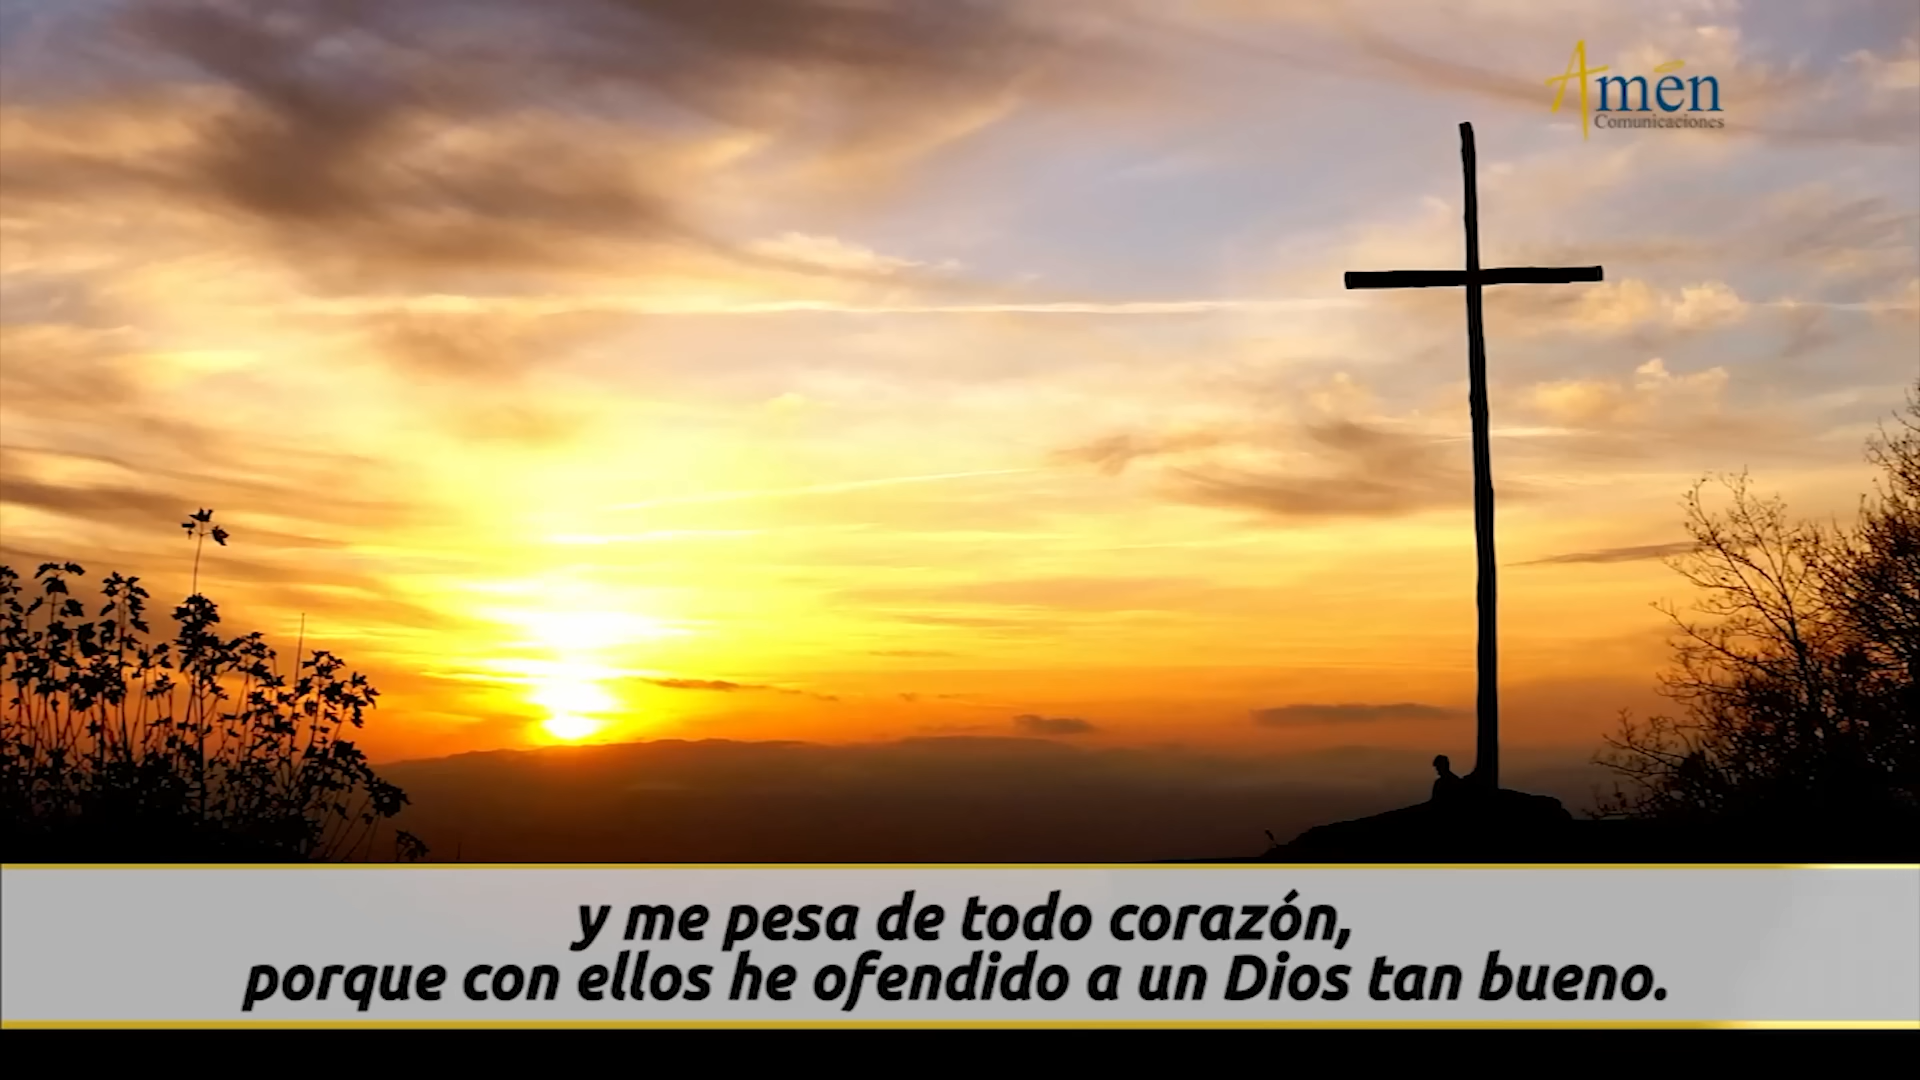 Amén
Comunicaciones
y me pesa de todo corazón,
porque con ellos he ofendido a un Dios tan bueno.